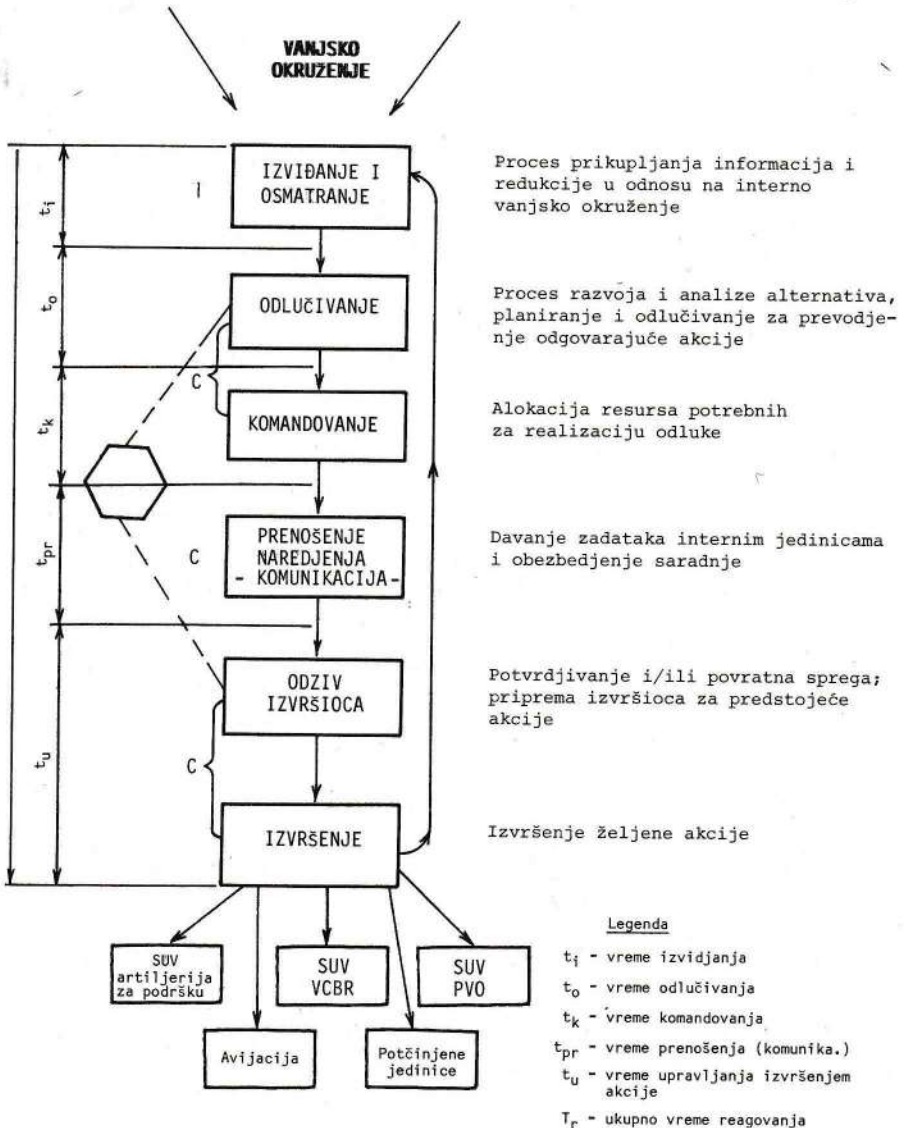 VANJSKO
OKRUŽENJE
IZVIĐANJE I
OSMATRANJE
I
Proces prikupljanja informacija i
redukcije u odnosu na interno
vanjsko okruženje
t_i
ODLUČIVANJE
Proces razvoja i analize alternativa,
planiranje i odlučivanje za prevodje-
nje odgovarajuće akcije
t_o
C
KOMANDOVANJE
Alokacija resursa potrebnih
za realizaciju odluke
t_k
PRENOŠENJE
NAREDJENJA
- KOMUNIKACIJA -
C
Davanje zadataka internim jedinicama
i obezbedjenje saradnje
t_pr
ODZIV
IZVRŠIOCA
Potvrdjivanje i/ili povratna sprega;
priprema izvršioca za predstojeće
akcije
t_u
C
IZVRŠENJE
Izvršenje željene akcije
SUV
artiljerija
za podršku
SUV
VCBR
SUV
PVO
Avijacija
Potčinjene
jedinice
Legenda
t_i - vreme izvidjanja
t_o - vreme odlučivanja
t_k - vreme komandovanja
t_pr - vreme prenošenja (komunika.)
t_u - vreme upravljanja izvršenjem
akcije
T_r - ukupno vreme reagovanja